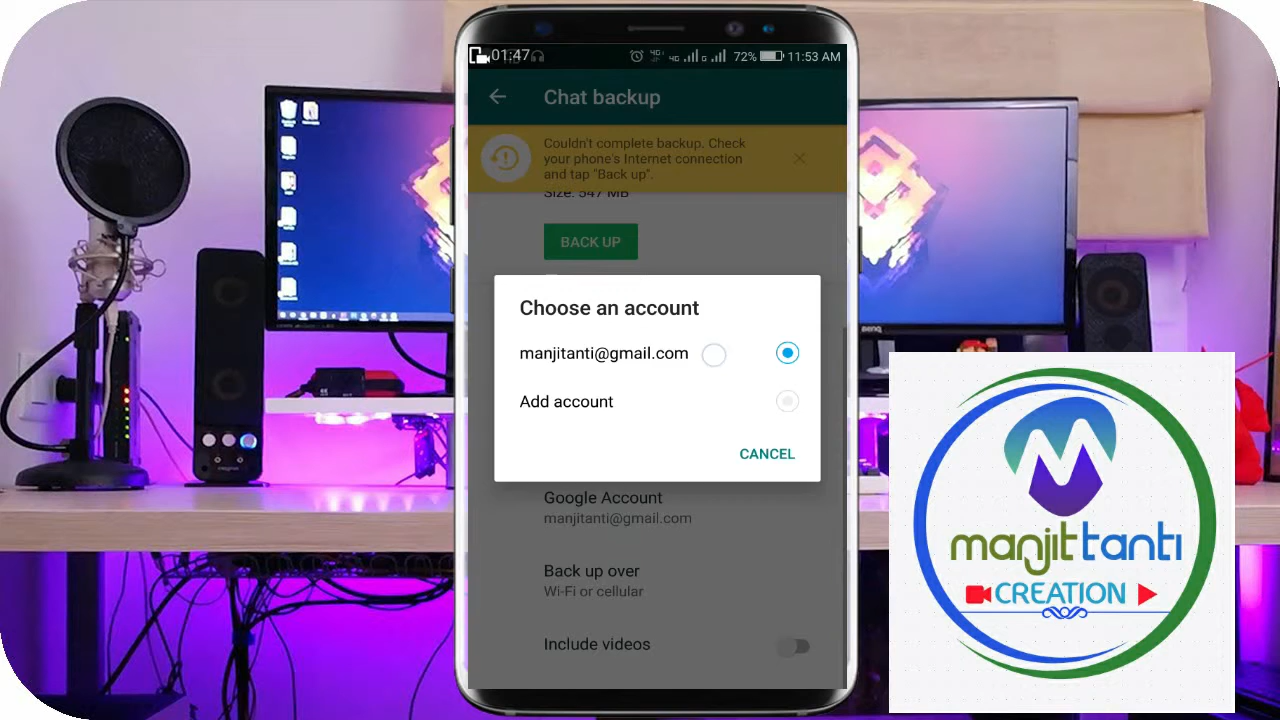 01:47
72%
11:53 AM
Chat backup
Couldn't complete backup. Check
your phone's Internet connection
and tap "Back up".
Size: 547 MB
BACK UP
Choose an account
manjitanti@gmail.com
Add account
CANCEL
Google Account
manjitanti@gmail.com
Back up over
Wi-Fi or cellular
Include videos
BenQ
manjit tanti
CREATION